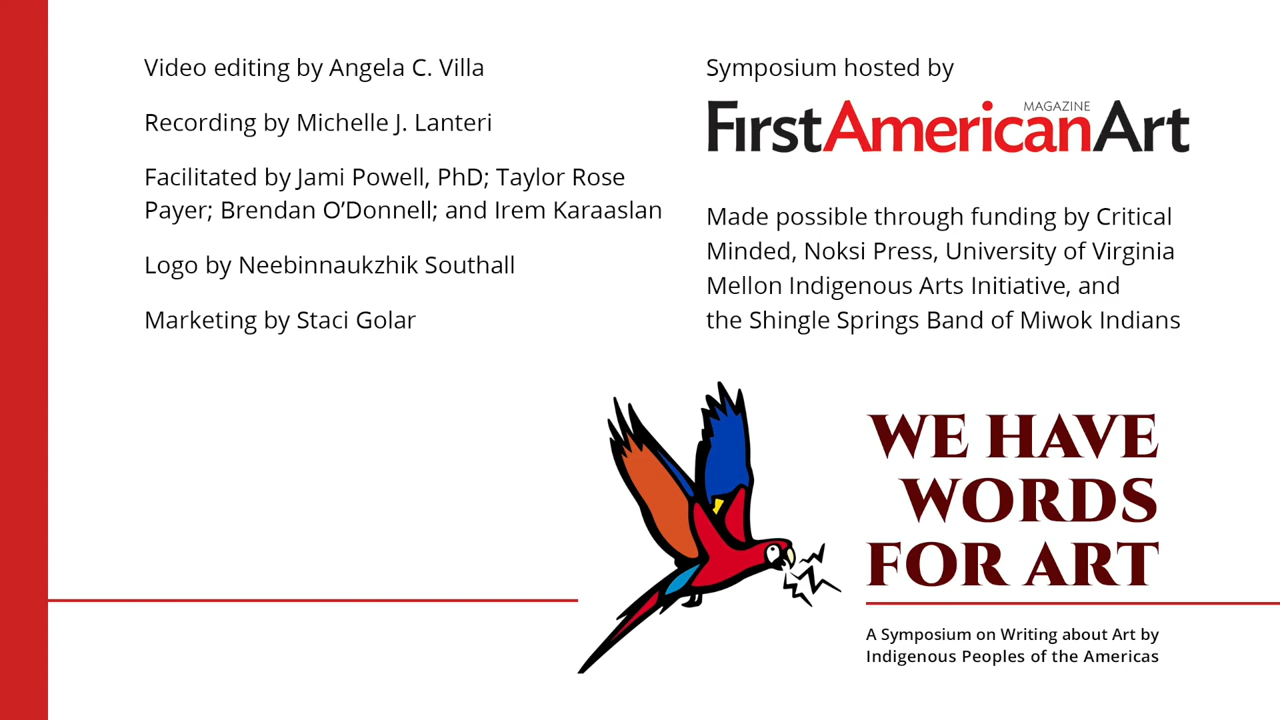 Video editing by Angela C. Villa
Recording by Michelle J. Lanteri
Facilitated by Jami Powell, PhD; Taylor Rose
Payer; Brendan O’Donnell; and Irem Karaaslan
Logo by Neebinnaukzhik Southall
Marketing by Staci Golar
Symposium hosted by
MAGAZINE
FirstAmericanArt
Made possible through funding by Critical
Minded, Noksi Press, University of Virginia
Mellon Indigenous Arts Initiative, and
the Shingle Springs Band of Miwok Indians
WE HAVE
WORDS
FOR ART
A Symposium on Writing about Art by
Indigenous Peoples of the Americas